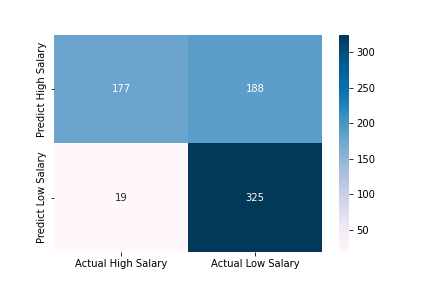 Predict High Salary
177
188
Predict Low Salary
19
325
Actual High Salary
Actual Low Salary
300
250
200
150
100
50